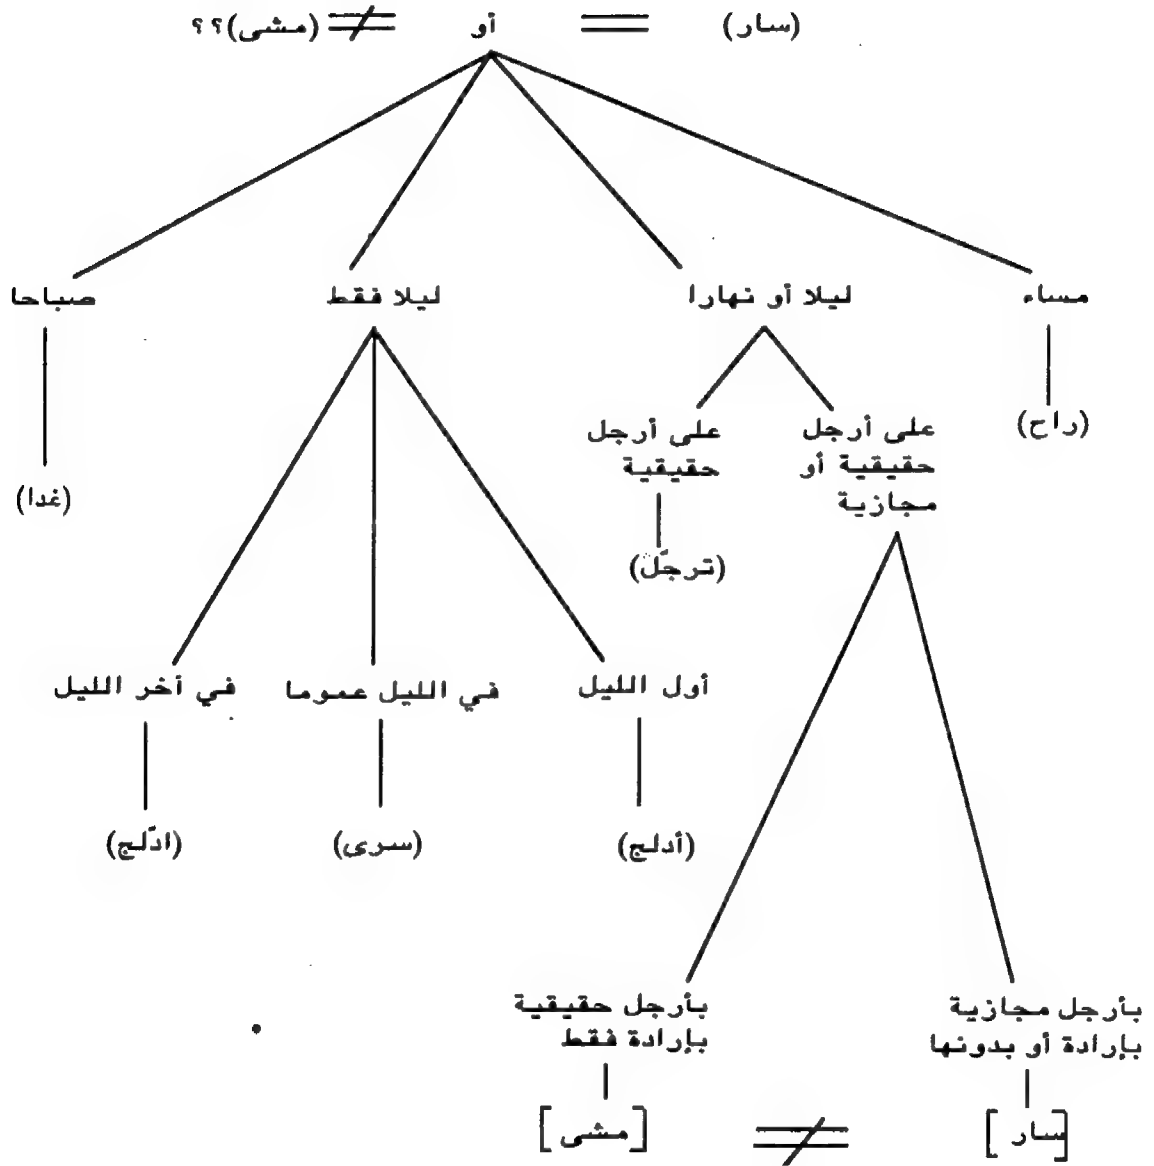 (سار) = أو ≠ (مشى)؟؟
مساء
ليلا أو نهارا
ليلا فقط
صباحا
(راح)
على أرجل
حقيقية أو
مجازية
على أرجل
حقيقية
(ترجّل)
(غدا)
أول الليل
في الليل عموما
في أخر الليل
(أدلج)
(سرى)
(ادّلج)
بأرجل مجازية
بإرادة أو بدونها
بأرجل حقيقية
بإرادة فقط
[سار] ≠ [مشى]